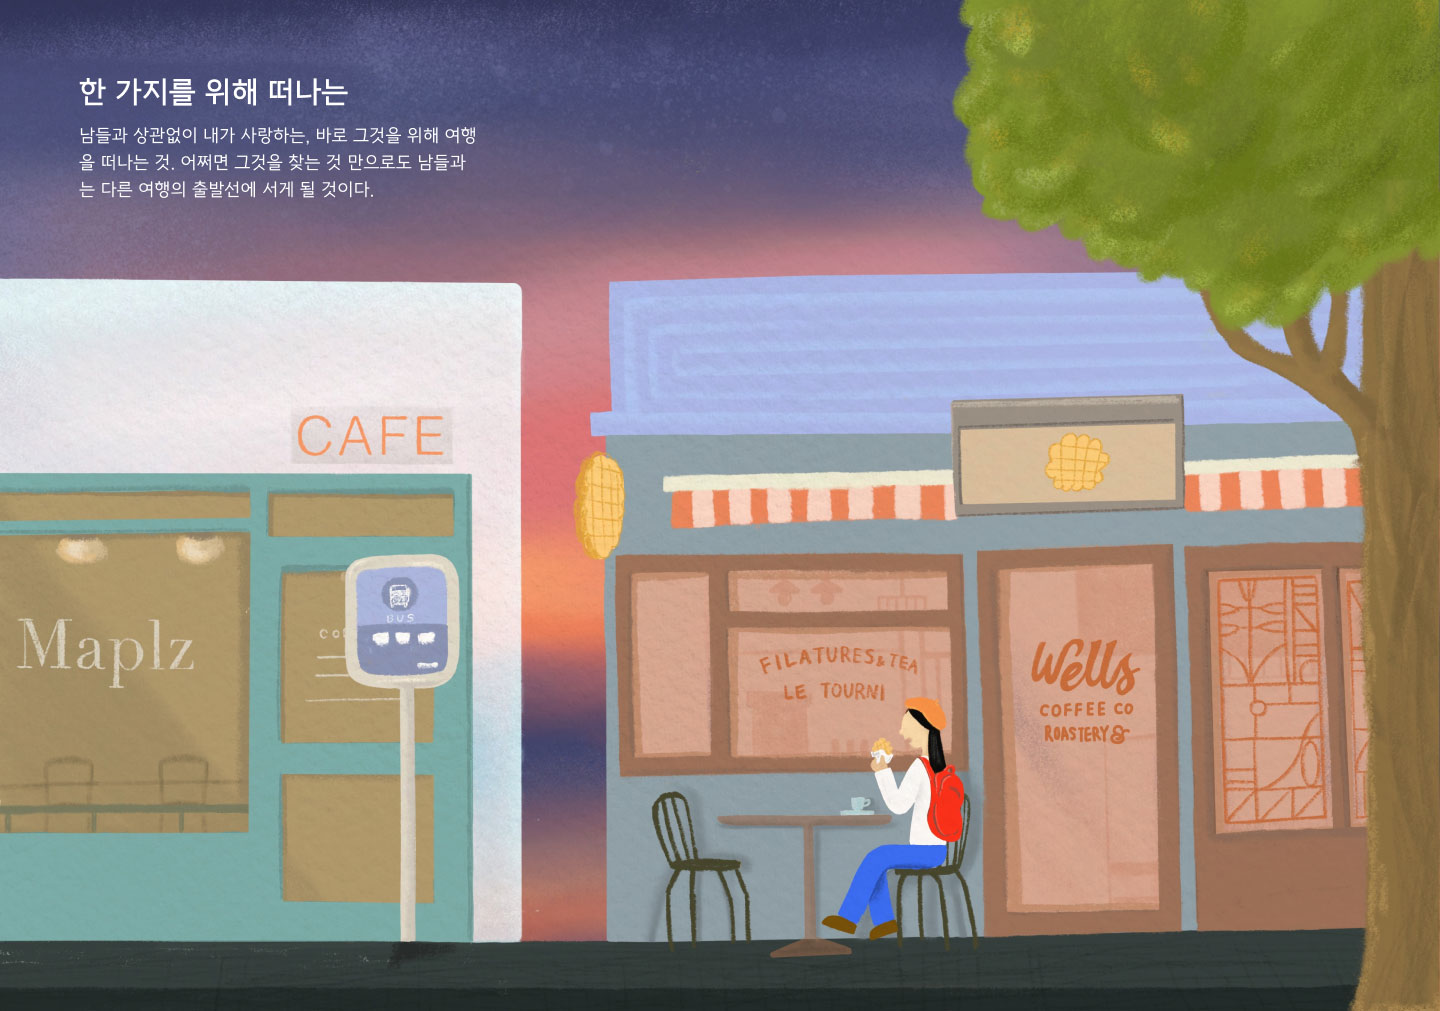 한 가지를 위해 떠나는
남들과 상관없이 내가 사랑하는, 바로 그것을 위해 여행
을 떠나는 것. 어쩌면 그것을 찾는 것 만으로도 남들과
는 다른 여행의 출발선에 서게 될 것이다.
CAFE
Maplz
BUS
FILATURES & TEA
LE TOURNI
Wells
COFFEE CO
ROASTERY &